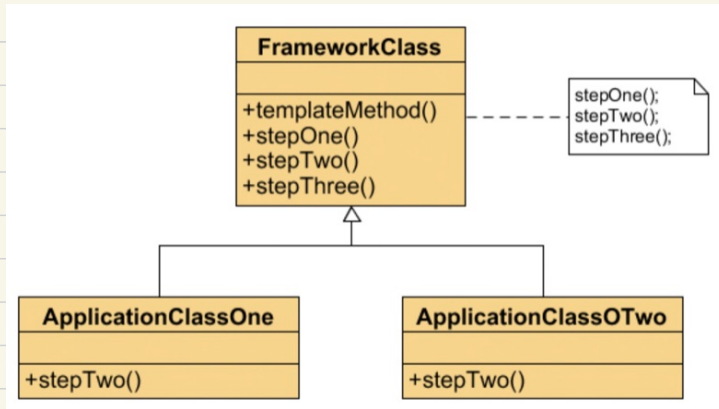 FrameworkClass
+templateMethod()
+stepOne()
+stepTwo()
+stepThree()
stepOne();
stepTwo();
stepThree;
ApplicationClassOne
+stepTwo()
ApplicationClassOTwo
+stepTwo()